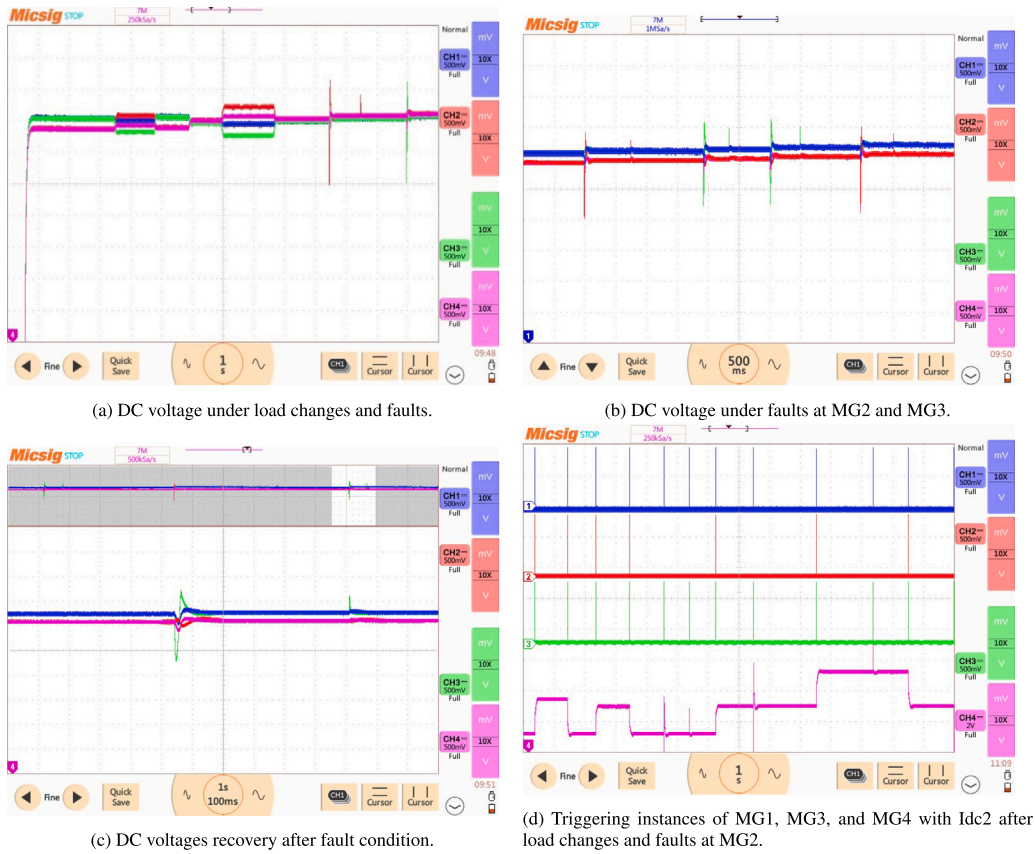 Micsig STOP
7M
250kSa/s
Normal
CH1
500mV
Full
mV
10X
V
CH2
500mV
Full
mV
10X
V
CH3
500mV
Full
mV
10X
V
CH4
500mV
Full
mV
10X
V
4
09:48
Fine
Quick
Save
1
s
CH1
Cursor
Cursor
(a) DC voltage under load changes and faults.
Micsig STOP
7M
1MSa/s
Normal
CH1
500mV
Full
mV
10X
V
CH2
500mV
Full
mV
10X
V
CH3
500mV
Full
mV
10X
V
CH4
500mV
Full
mV
10X
V
1
09:50
Fine
Quick
Save
500
ms
CH1
Cursor
Cursor
(b) DC voltage under faults at MG2 and MG3.
Micsig STOP
7M
500kSa/s
Normal
CH1
500mV
Full
mV
10X
V
CH2
500mV
Full
mV
10X
V
CH3
500mV
Full
mV
10X
V
CH4
500mV
Full
mV
10X
V
4
09:51
Fine
Quick
Save
1s
100ms
CH1
Cursor
Cursor
(c) DC voltages recovery after fault condition.
Micsig STOP
7M
250kSa/s
Normal
1
CH1
500mV
Full
mV
10X
V
2
CH2
500mV
Full
mV
10X
V
3
CH3
500mV
Full
mV
10X
V
4
CH4
2V
Full
mV
10X
V
11:09
Fine
Quick
Save
1
s
CH1
Cursor
Cursor
(d) Triggering instances of MG1, MG3, and MG4 with Idc2 after
load changes and faults at MG2.